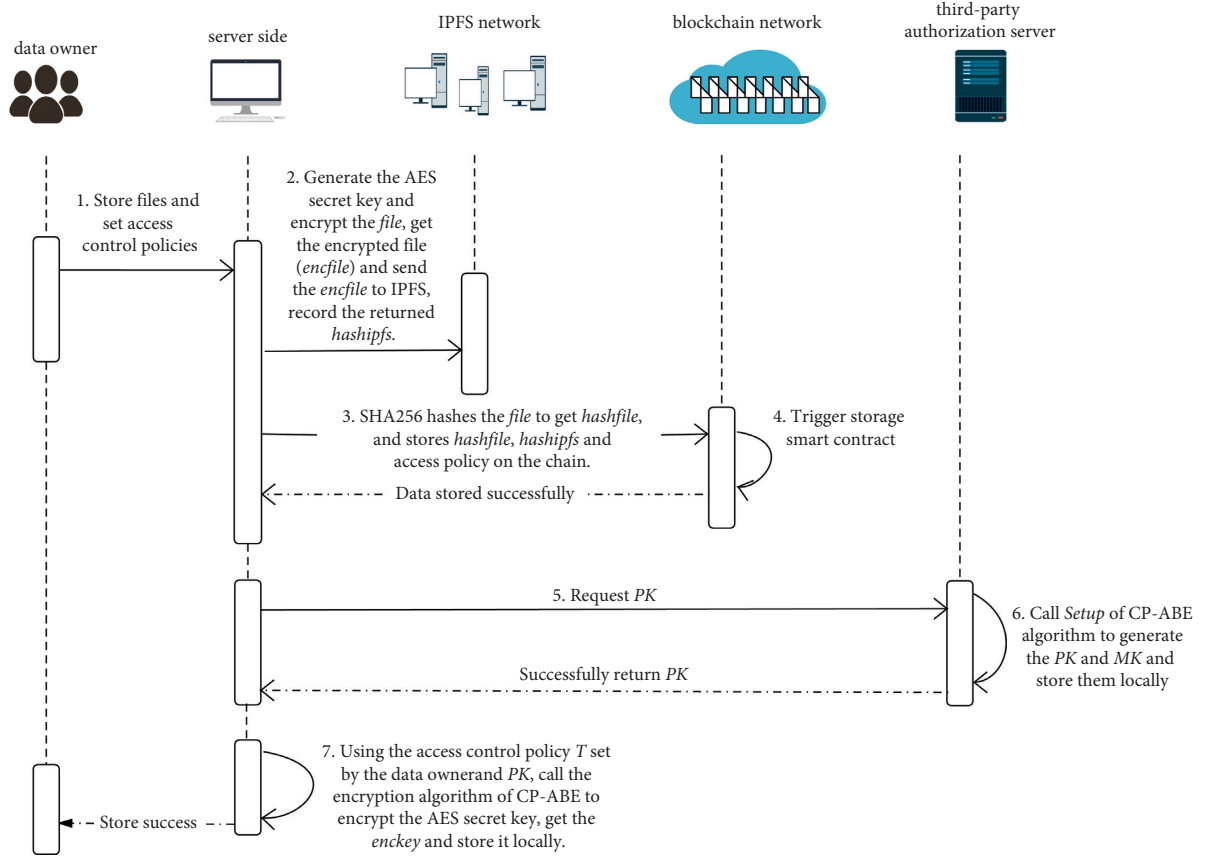 data owner
server side
IPFS network
blockchain network
third-party
authorization server
1. Store files and
set access
control policies
2. Generate the AES
secret key and
encrypt the file, get
the encrypted file
(encfile) and send
the encfile to IPFS,
record the returned
hashipfs.
3. SHA256 hashes the file to get hashfile,
and stores hashfile, hashipfs and
access policy on the chain.
4. Trigger storage
smart contract
Data stored successfully
5. Request PK
6. Call Setup of CP-ABE
algorithm to generate
the PK and MK and
store them locally
Successfully return PK
7. Using the access control policy T set
by the data ownerand PK, call the
encryption algorithm of CP-ABE to
encrypt the AES secret key, get the
enckey and store it locally.
Store success